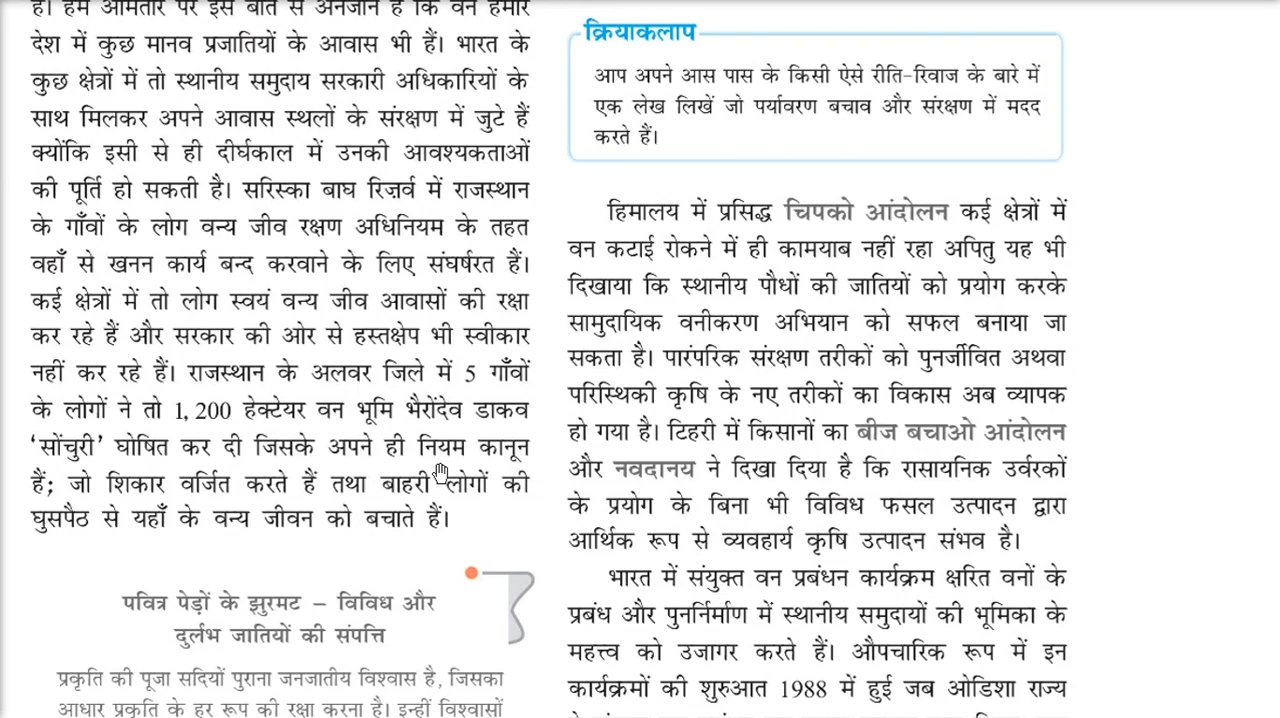 हैं। हम आमतौर पर इस बात से अनजान हैं कि वन हमारे
देश में कुछ मानव प्रजातियों के आवास भी हैं। भारत के
कुछ क्षेत्रों में तो स्थानीय समुदाय सरकारी अधिकारियों के
साथ मिलकर अपने आवास स्थलों के संरक्षण में जुटे हैं
क्योंकि इसी से ही दीर्घकाल में उनकी आवश्यकताओं
की पूर्ति हो सकती है। सरिस्का बाघ रिज़र्व में राजस्थान
के गाँवों के लोग वन्य जीव रक्षण अधिनियम के तहत
वहाँ से खनन कार्य बन्द करवाने के लिए संघर्षरत हैं।
कई क्षेत्रों में तो लोग स्वयं वन्य जीव आवासों की रक्षा
कर रहे हैं और सरकार की ओर से हस्तक्षेप भी स्वीकार
नहीं कर रहे हैं। राजस्थान के अलवर जिले में 5 गाँवों
के लोगों ने तो 1,200 हेक्टेयर वन भूमि भैरोंदेव डाकव
‘सोंचुरी’ घोषित कर दी जिसके अपने ही नियम कानून
हैं; जो शिकार वर्जित करते हैं तथा बाहरी लोगों की
घुसपैठ से यहाँ के वन्य जीवन को बचाते हैं।
पवित्र पेड़ों के झुरमट – विविध और
दुर्लभ जातियों की संपत्ति
प्रकृति की पूजा सदियों पुराना जनजातीय विश्वास है, जिसका
आधार प्रकृति के हर रूप की रक्षा करना है। इन्हीं विश्वासों
क्रियाकलाप
आप अपने आस पास के किसी ऐसे रीति-रिवाज के बारे में
एक लेख लिखें जो पर्यावरण बचाव और संरक्षण में मदद
करते हैं।
हिमालय में प्रसिद्ध चिपको आंदोलन कई क्षेत्रों में
वन कटाई रोकने में ही कामयाब नहीं रहा अपितु यह भी
दिखाया कि स्थानीय पौधों की जातियों को प्रयोग करके
सामुदायिक वनीकरण अभियान को सफल बनाया जा
सकता है। पारंपरिक संरक्षण तरीकों को पुनर्जीवित अथवा
परिस्थिकी कृषि के नए तरीकों का विकास अब व्यापक
हो गया है। टिहरी में किसानों का बीज बचाओ आंदोलन
और नवदानय ने दिखा दिया है कि रासायनिक उर्वरकों
के प्रयोग के बिना भी विविध फसल उत्पादन द्वारा
आर्थिक रूप से व्यवहार्य कृषि उत्पादन संभव है।
भारत में संयुक्त वन प्रबंधन कार्यक्रम क्षरित वनों के
प्रबंध और पुनर्निर्माण में स्थानीय समुदायों की भूमिका के
महत्त्व को उजागर करते हैं। औपचारिक रूप में इन
कार्यक्रमों की शुरुआत 1988 में हुई जब ओडिशा राज्य